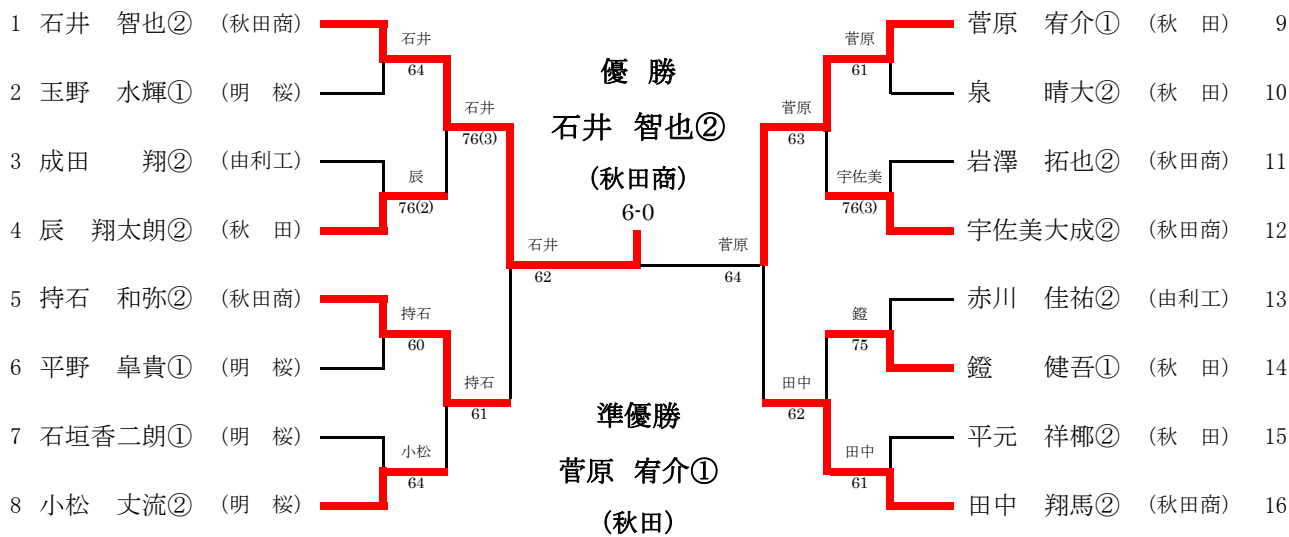 1 石井　智也② (秋田商)
2 玉野　水輝① (明　桜)
3 成田　　翔② (由利工)
4 辰　翔太朗② (秋　田)
5 持石　和弥② (秋田商)
6 平野　皐貴① (明　桜)
7 石垣香二朗① (明　桜)
8 小松　丈流② (明　桜)
石井
64
辰
76(2)
持石
60
小松
64
石井
76(3)
持石
61
石井
62
優 勝
石井 智也②
(秋田商)
6-0
準優勝
菅原 宥介①
(秋田)
菅原
64
菅原
63
田中
62
菅原
61
宇佐美
76(3)
鐙
75
田中
61
菅原　宥介① (秋　田) 9
泉　　晴大② (秋　田) 10
岩澤　拓也② (秋田商) 11
宇佐美大成② (秋田商) 12
赤川　佳祐② (由利工) 13
鐙　　健吾① (秋　田) 14
平元　祥椰② (秋　田) 15
田中　翔馬② (秋田商) 16